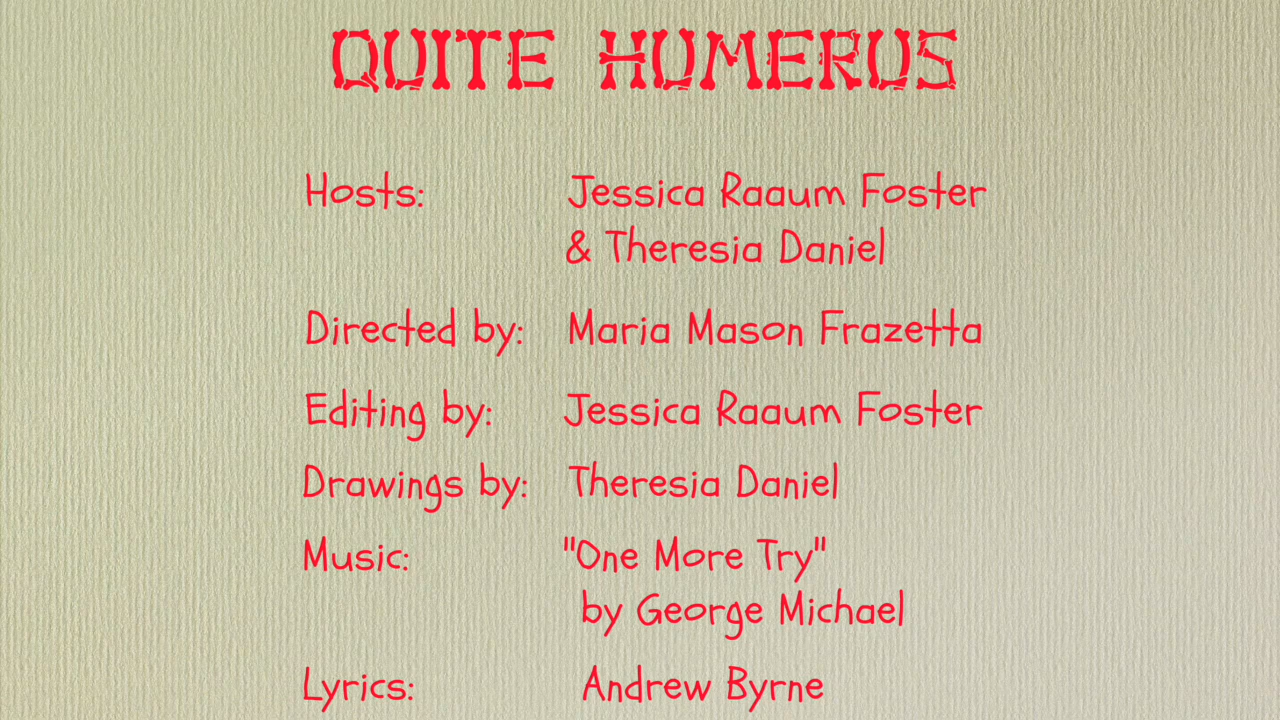 QUITE HUMERUS
Hosts: Jessica Raaum Foster
& Theresia Daniel
Directed by: Maria Mason Frazetta
Editing by: Jessica Raaum Foster
Drawings by: Theresia Daniel
Music: "One More Try"
by George Michael
Lyrics: Andrew Byrne